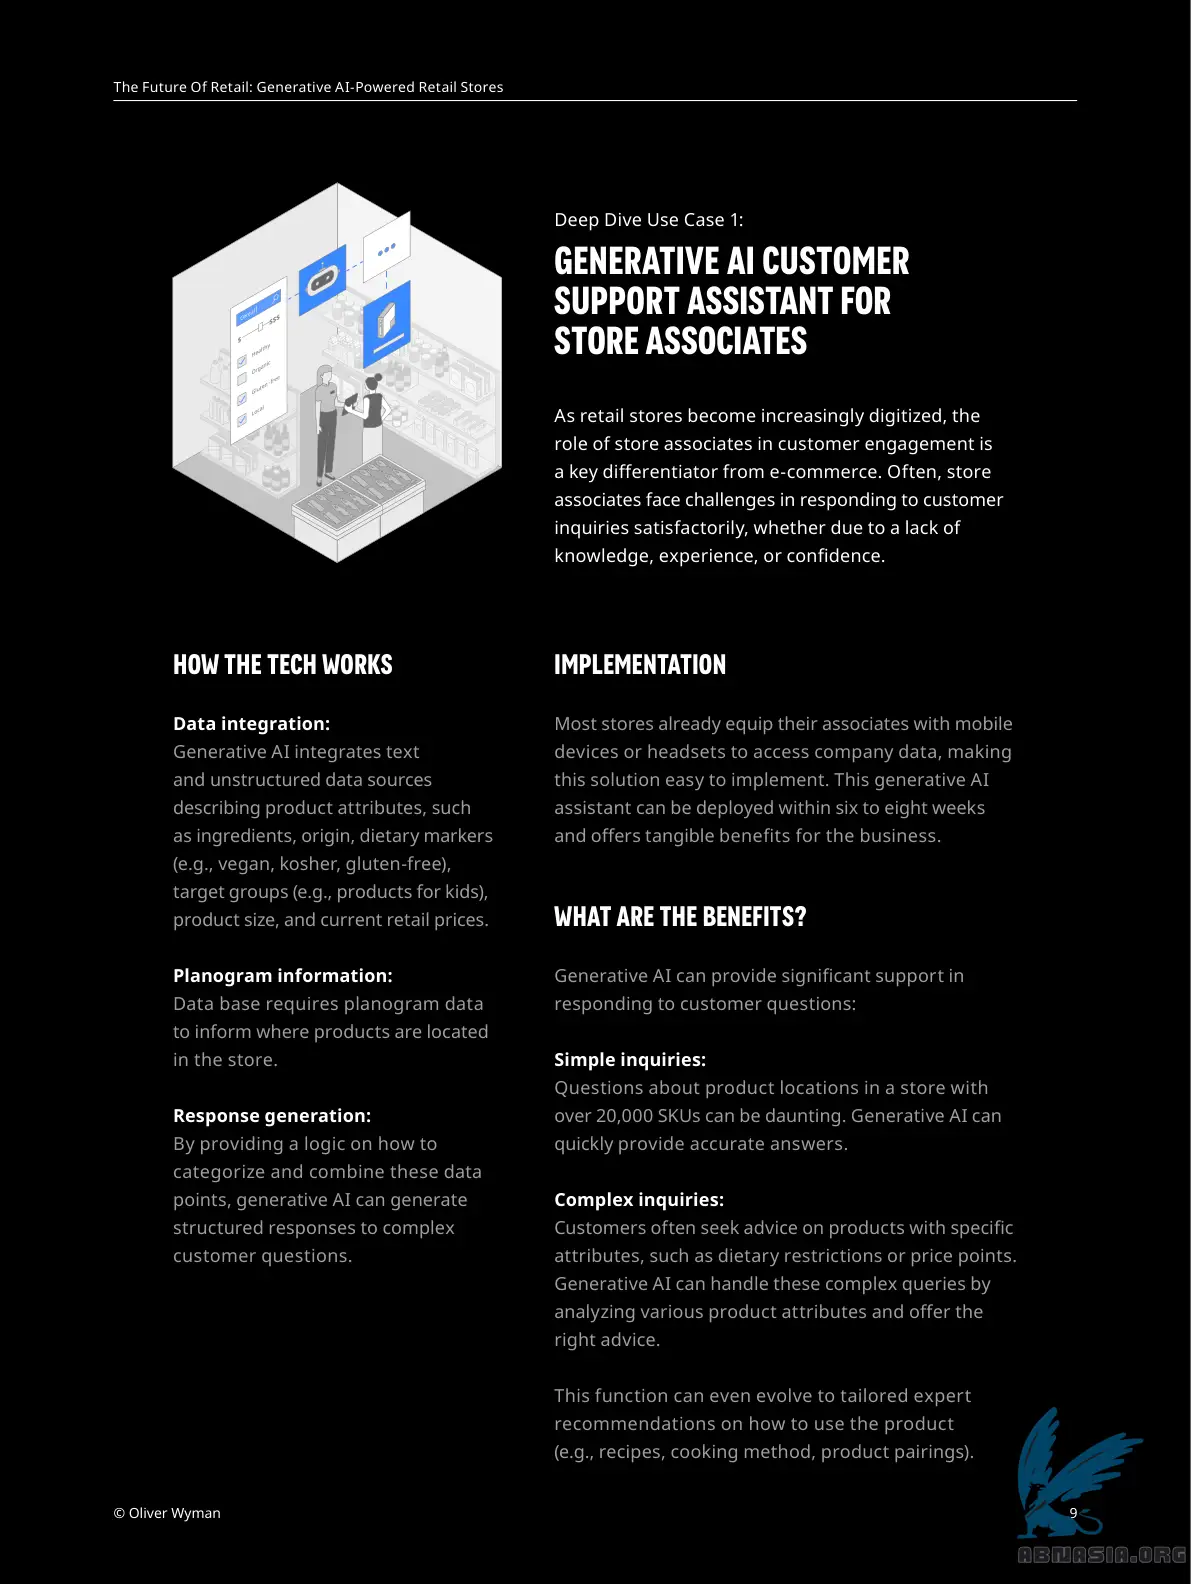 The Future Of Retail: Generative AI-Powered Retail Stores
cereal
$
$$$
Healthy
Organic
Gluten-free
Local
Deep Dive Use Case 1:
GENERATIVE AI CUSTOMER
SUPPORT ASSISTANT FOR
STORE ASSOCIATES
As retail stores become increasingly digitized, the
role of store associates in customer engagement is
a key differentiator from e-commerce. Often, store
associates face challenges in responding to customer
inquiries satisfactorily, whether due to a lack of
knowledge, experience, or confidence.
HOW THE TECH WORKS
Data integration:
Generative AI integrates text
and unstructured data sources
describing product attributes, such
as ingredients, origin, dietary markers
(e.g., vegan, kosher, gluten-free),
target groups (e.g., products for kids),
product size, and current retail prices.
Planogram information:
Data base requires planogram data
to inform where products are located
in the store.
Response generation:
By providing a logic on how to
categorize and combine these data
points, generative AI can generate
structured responses to complex
customer questions.
IMPLEMENTATION
Most stores already equip their associates with mobile
devices or headsets to access company data, making
this solution easy to implement. This generative AI
assistant can be deployed within six to eight weeks
and offers tangible benefits for the business.
WHAT ARE THE BENEFITS?
Generative AI can provide significant support in
responding to customer questions:
Simple inquiries:
Questions about product locations in a store with
over 20,000 SKUs can be daunting. Generative AI can
quickly provide accurate answers.
Complex inquiries:
Customers often seek advice on products with specific
attributes, such as dietary restrictions or price points.
Generative AI can handle these complex queries by
analyzing various product attributes and offer the
right advice.
This function can even evolve to tailored expert
recommendations on how to use the product
(e.g., recipes, cooking method, product pairings).
© Oliver Wyman
9
ABNASIA.ORG